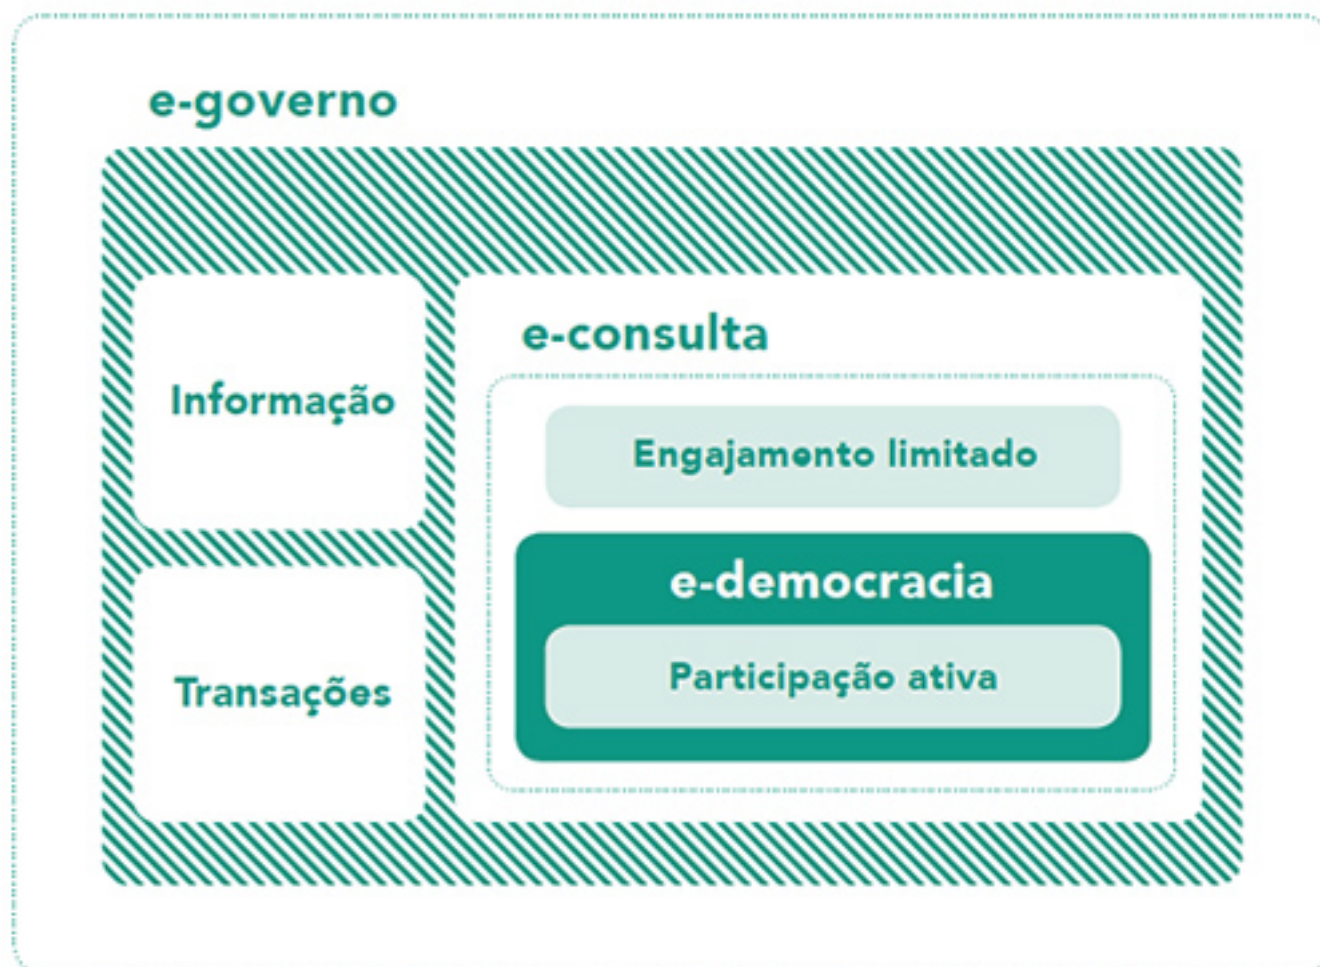 e-governo
Informação
Transações
e-consulta
Engajamento limitado
e-democracia
Participação ativa